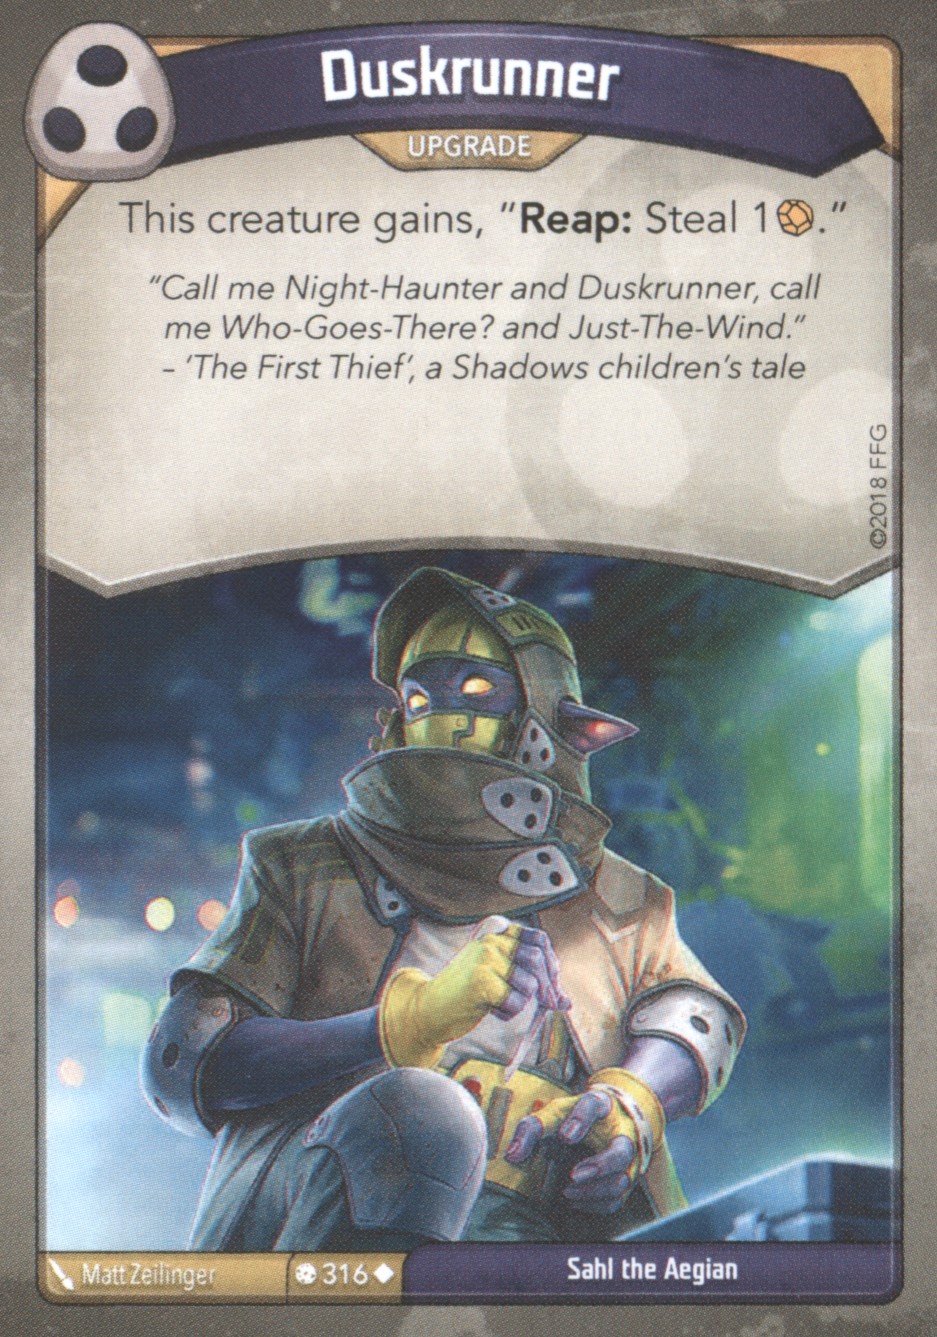 Duskrunner
UPGRADE
This creature gains, “Reap: Steal 1.”
“Call me Night-Haunter and Duskrunner, call
me Who-Goes-There? and Just-The-Wind.”
– ‘The First Thief’, a Shadows children’s tale
©2018 FFG
Matt Zeilinger
316
Sahl the Aegian